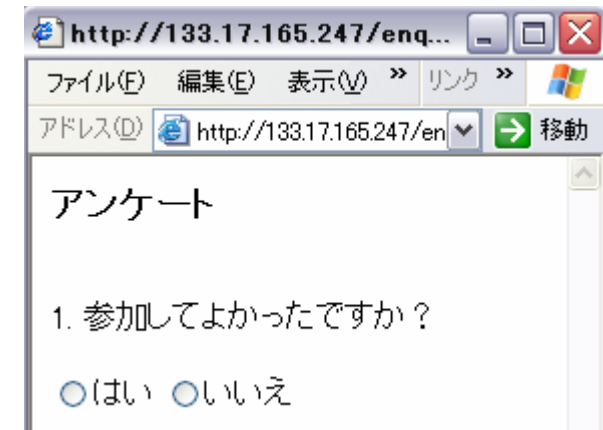 http://133.17.165.247/enq...
ファイル(F) 編集(E) 表示(V) » リンク »
アドレス(D) http://133.17.165.247/en 移動
アンケート
1. 参加してよかったですか？
はい いいえ